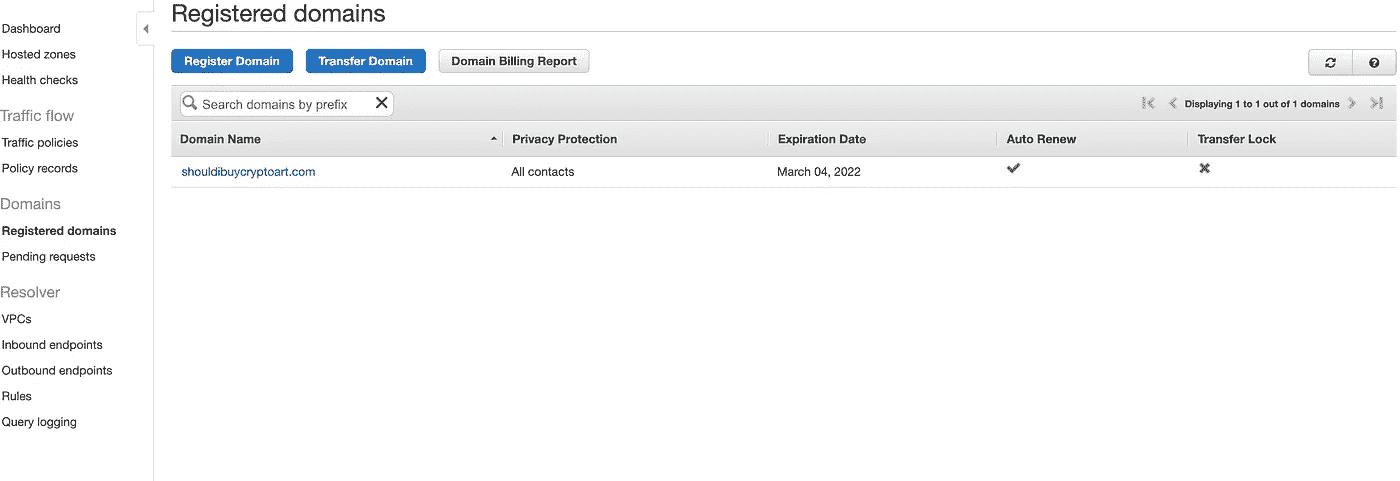 Registered domains
Dashboard
Hosted zones
Health checks
Traffic flow
Traffic policies
Policy records
Domains
Registered domains
Pending requests
Resolver
VPCs
Inbound endpoints
Outbound endpoints
Rules
Query logging
Register Domain
Transfer Domain
Domain Billing Report
Search domains by prefix
Displaying 1 to 1 out of 1 domains
Domain Name Privacy Protection Expiration Date Auto Renew Transfer Lock
shouldibuycryptoart.com All contacts March 04, 2022